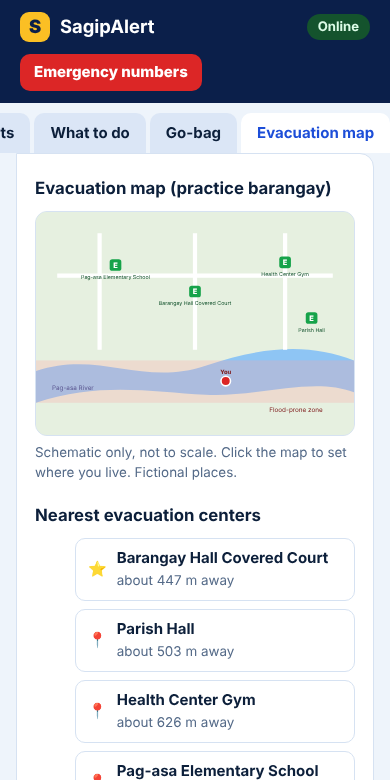 S SagipAlert
Online
Emergency numbers
ts What to do Go-bag Evacuation map
Evacuation map (practice barangay)
E
Pag-asa Elementary School
E
Health Center Gym
E
Barangay Hall Covered Court
E
Parish Hall
You
Pag-asa River
Flood-prone zone
Schematic only, not to scale. Click the map to set
where you live. Fictional places.
Nearest evacuation centers
Barangay Hall Covered Court
about 447 m away
Parish Hall
about 503 m away
Health Center Gym
about 626 m away
Pag-asa Elementary School